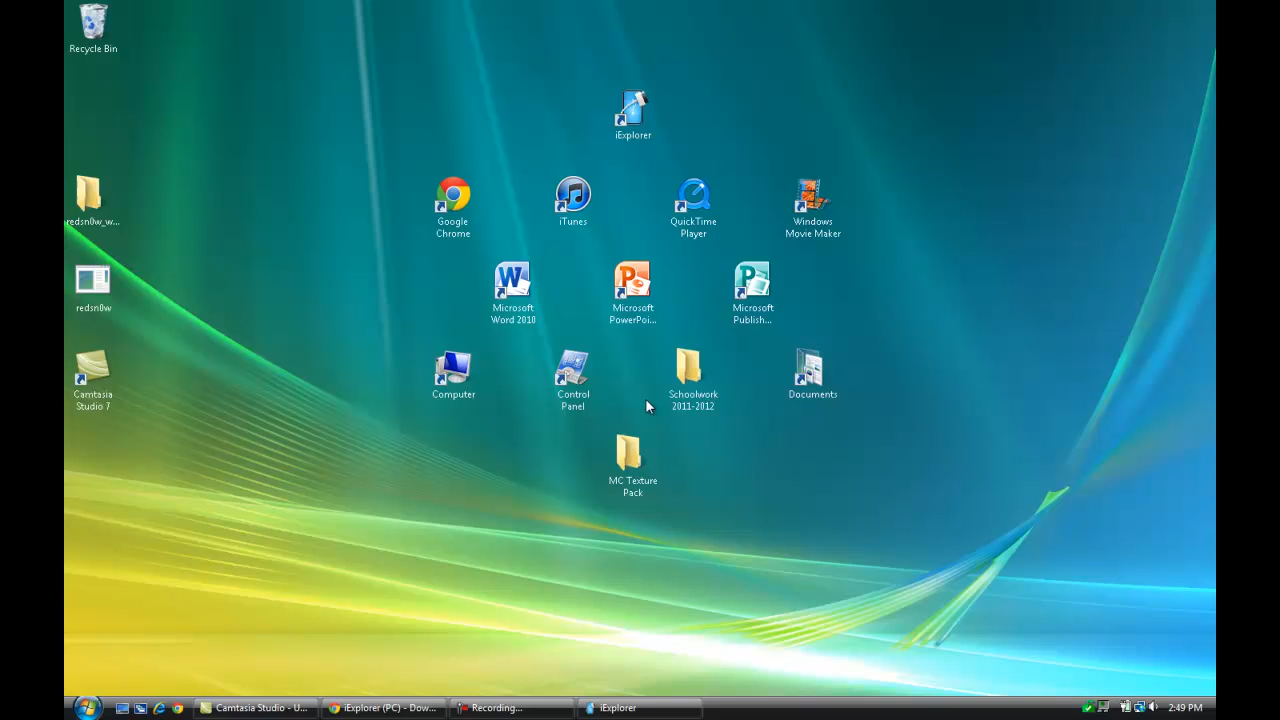 Recycle Bin
iExplorer
redsn0w_w...
Google
Chrome
iTunes
QuickTime
Player
Windows
Movie Maker
redsn0w
Microsoft
Word 2010
Microsoft
PowerPoi...
Microsoft
Publish...
Camtasia
Studio 7
Computer
Control
Panel
Schoolwork
2011-2012
Documents
MC Texture
Pack
Camtasia Studio - U...
iExplorer (PC) - Dow...
Recording...
iExplorer
2:49 PM